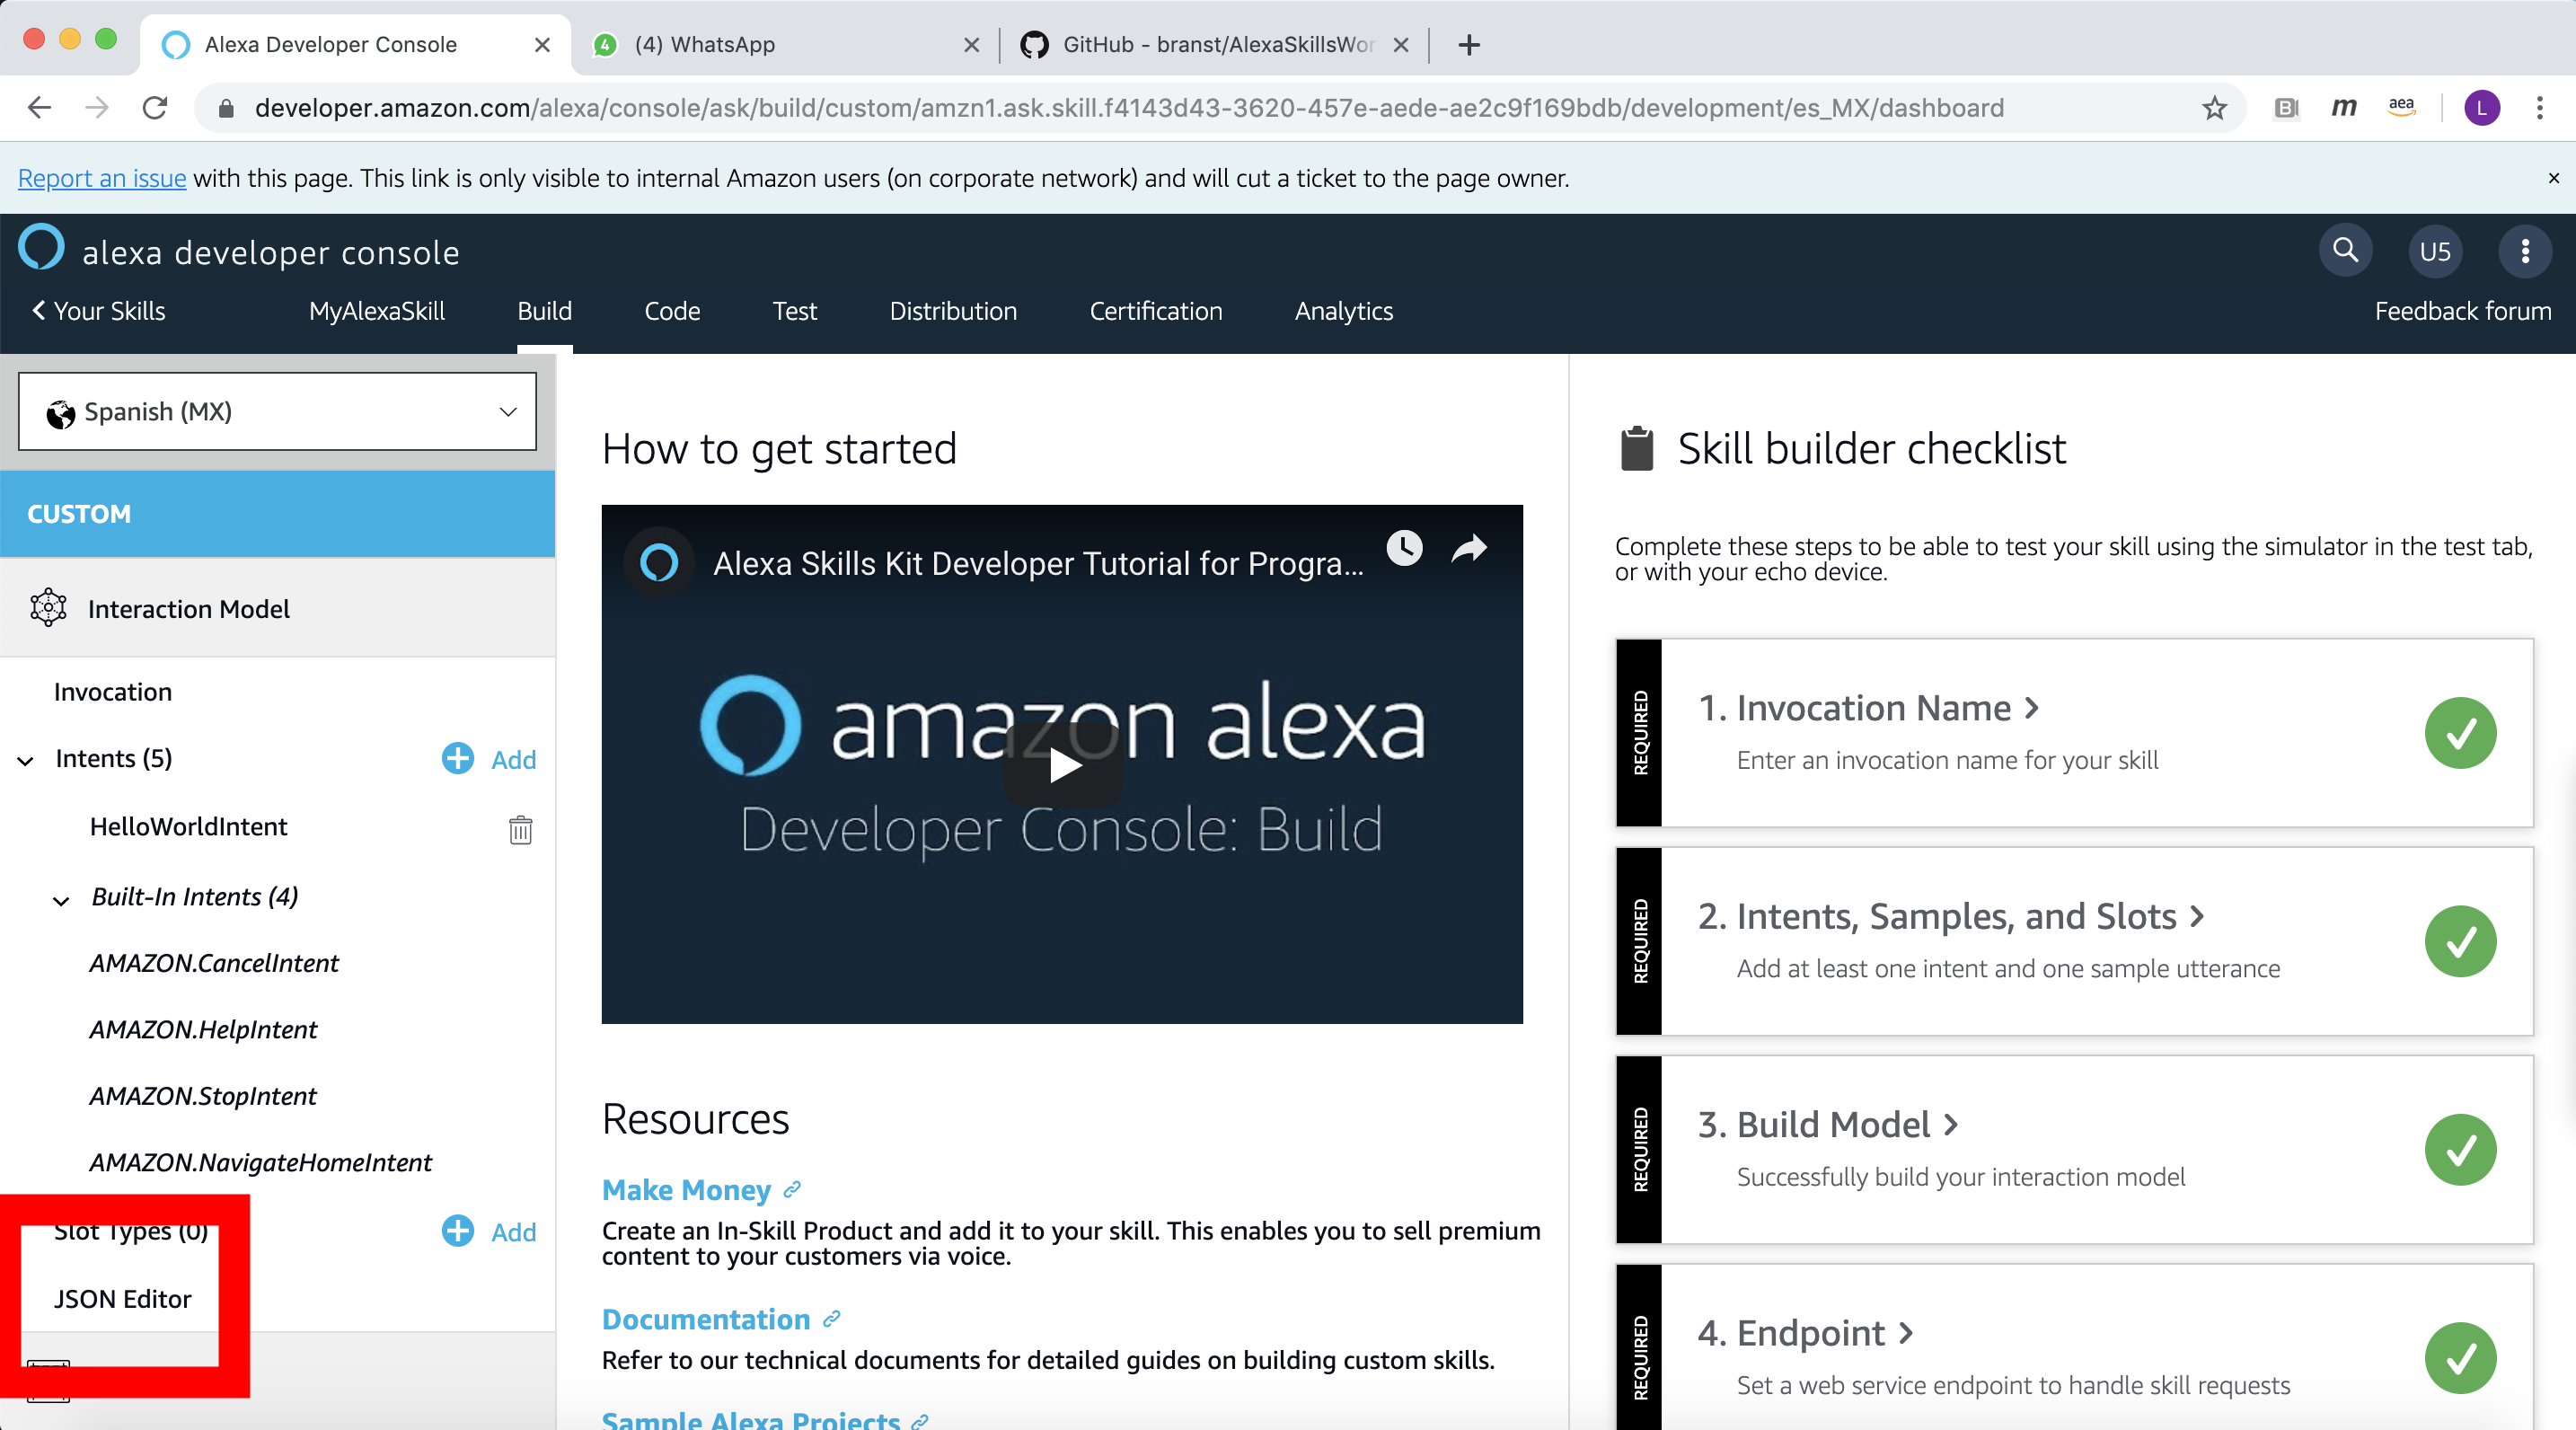 Alexa Developer Console
4
(4) WhatsApp
GitHub - branst/AlexaSkillsWor
developer.amazon.com/alexa/console/ask/build/custom/amzn1.ask.skill.f4143d43-3620-457e-aede-ae2c9f169bdb/development/es_MX/dashboard
B
m
aea
L
Report an issue with this page. This link is only visible to internal Amazon users (on corporate network) and will cut a ticket to the page owner.
alexa developer console
U5
Your Skills
MyAlexaSkill
Build
Code
Test
Distribution
Certification
Analytics
Feedback forum
Spanish (MX)
CUSTOM
Interaction Model
Invocation
Intents (5)
Add
HelloWorldIntent
Built-In Intents (4)
AMAZON.CancelIntent
AMAZON.HelpIntent
AMAZON.StopIntent
AMAZON.NavigateHomeIntent
Slot Types (0)
Add
JSON Editor
How to get started
Alexa Skills Kit Developer Tutorial for Progra...
amazon alexa
Developer Console: Build
Resources
Make Money
Create an In-Skill Product and add it to your skill. This enables you to sell premium
content to your customers via voice.
Documentation
Refer to our technical documents for detailed guides on building custom skills.
Sample Alexa Projects
Skill builder checklist
Complete these steps to be able to test your skill using the simulator in the test tab,
or with your echo device.
REQUIRED
1. Invocation Name
Enter an invocation name for your skill
REQUIRED
2. Intents, Samples, and Slots
Add at least one intent and one sample utterance
REQUIRED
3. Build Model
Successfully build your interaction model
REQUIRED
4. Endpoint
Set a web service endpoint to handle skill requests